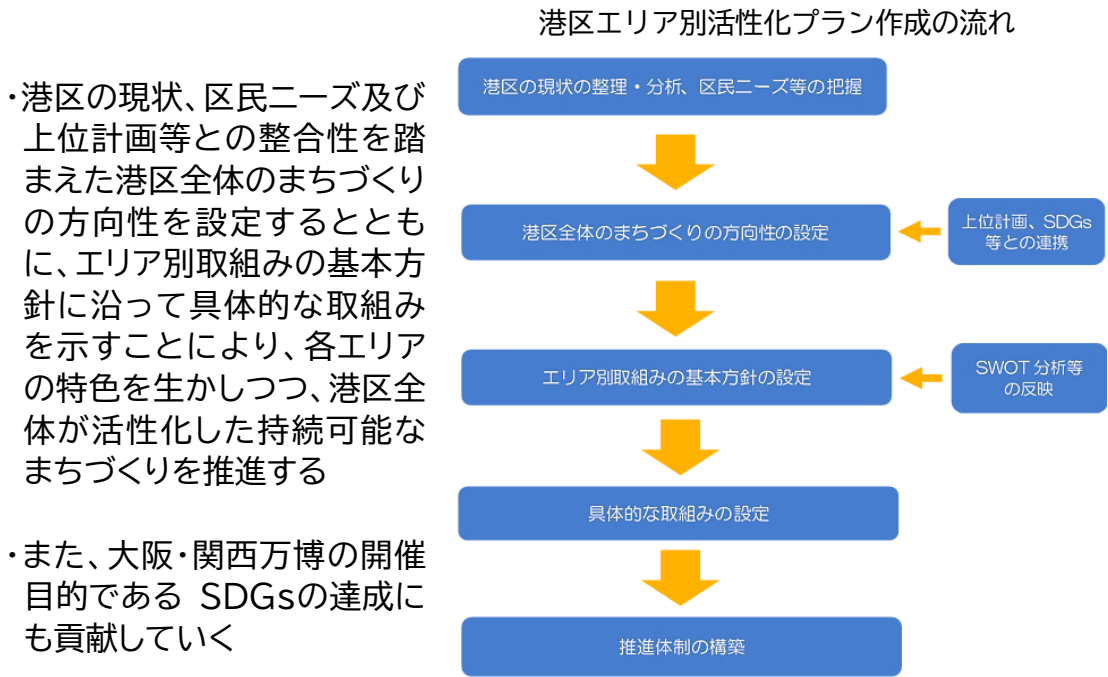 港区エリア別活性化プラン作成の流れ
・港区の現状、区民ニーズ及び
上位計画等との整合性を踏
まえた港区全体のまちづくり
の方向性を設定するととも
に、エリア別取組みの基本方
針に沿って具体的な取組み
を示すことにより、各エリア
の特色を生かしつつ、港区全
体が活性化した持続可能な
まちづくりを推進する
・また、大阪・関西万博の開催
目的である SDGsの達成に
も貢献していく
港区の現状の整理・分析、区民ニーズ等の把握
港区全体のまちづくりの方向性の設定
上位計画、SDGs
等との連携
エリア別取組みの基本方針の設定
SWOT 分析等
の反映
具体的な取組みの設定
推進体制の構築